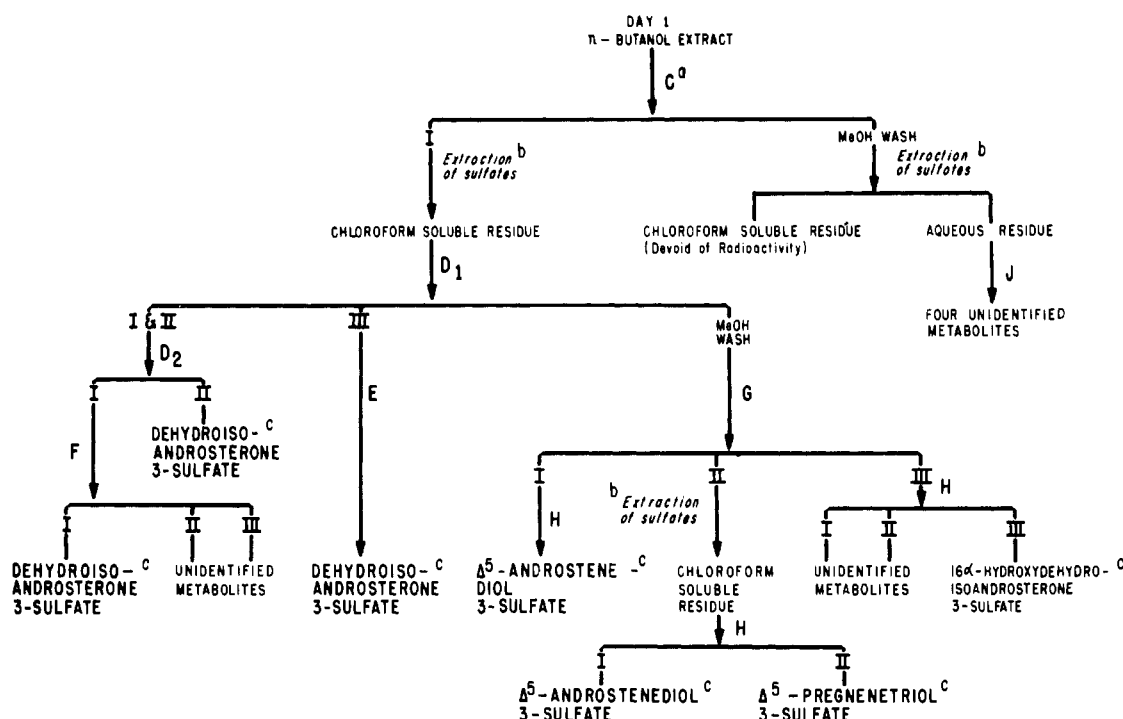 DAY 1
n-BUTANOL EXTRACT
C a
I
MeOH WASH
Extraction b
of sulfates
Extraction b
of sulfates
CHLOROFORM SOLUBLE RESIDUE
CHLOROFORM SOLUBLE RESIDUE
(Devoid of Radioactivity)
AQUEOUS RESIDUE
D1
J
FOUR UNIDENTIFIED
METABOLITES
I & II
III
MeOH
WASH
D2
E
G
I
II
DEHYDROISO- c
ANDROSTERONE
3-SULFATE
F
I
II
III
b Extraction
of sulfates
H
H
I
II
III
I
II
III
DEHYDROISO- c
ANDROSTERONE
3-SULFATE
UNIDENTIFIED
METABOLITES
DEHYDROISO- c
ANDROSTERONE
3-SULFATE
Δ5-ANDROSTENE- c
DIOL
3-SULFATE
CHLOROFORM
SOLUBLE
RESIDUE
UNIDENTIFIED
METABOLITES
16α-HYDROXYDEHYDRO- c
ISOANDROSTERONE
3-SULFATE
H
I
II
Δ5-ANDROSTENEDIOL c
3-SULFATE
Δ5-PREGNENETRIOL c
3-SULFATE